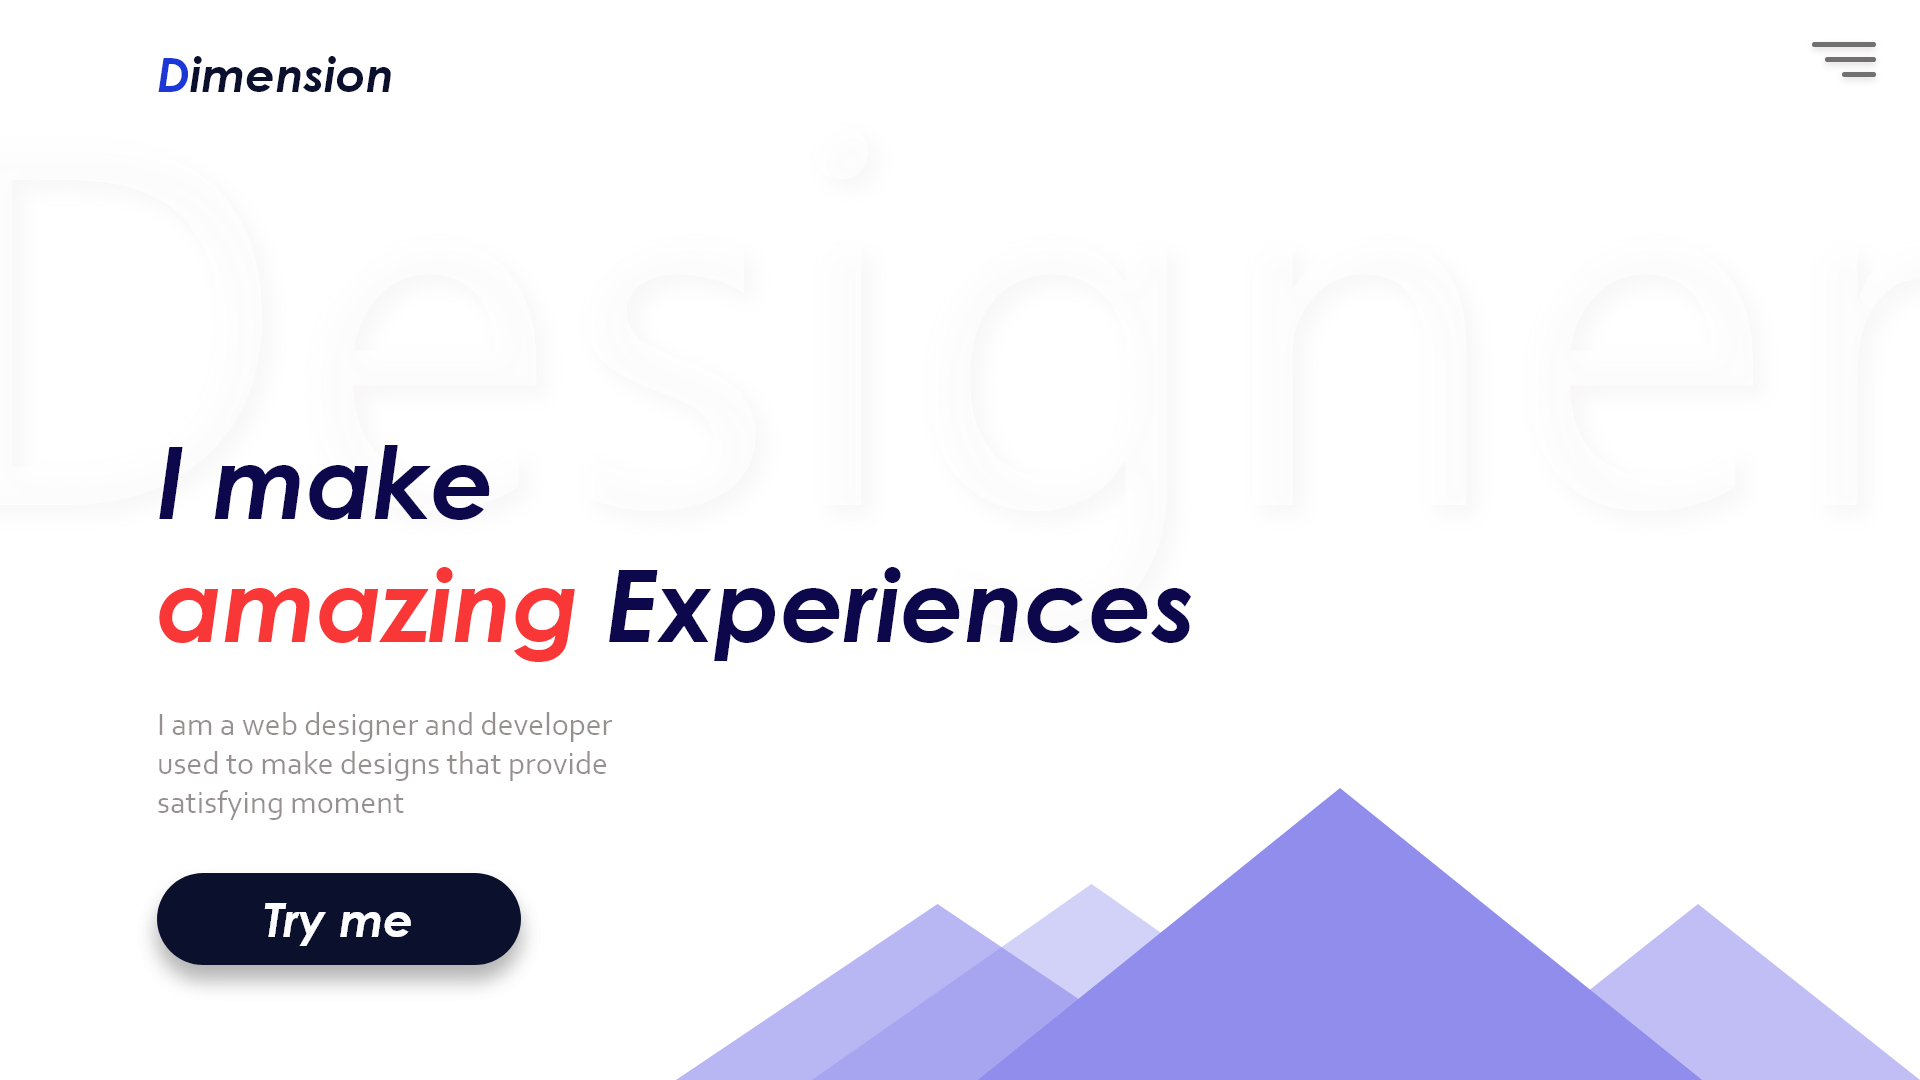 Dimension
Designer
I make
amazing Experiences
I am a web designer and developer
used to make designs that provide
satisfying moment
Try me